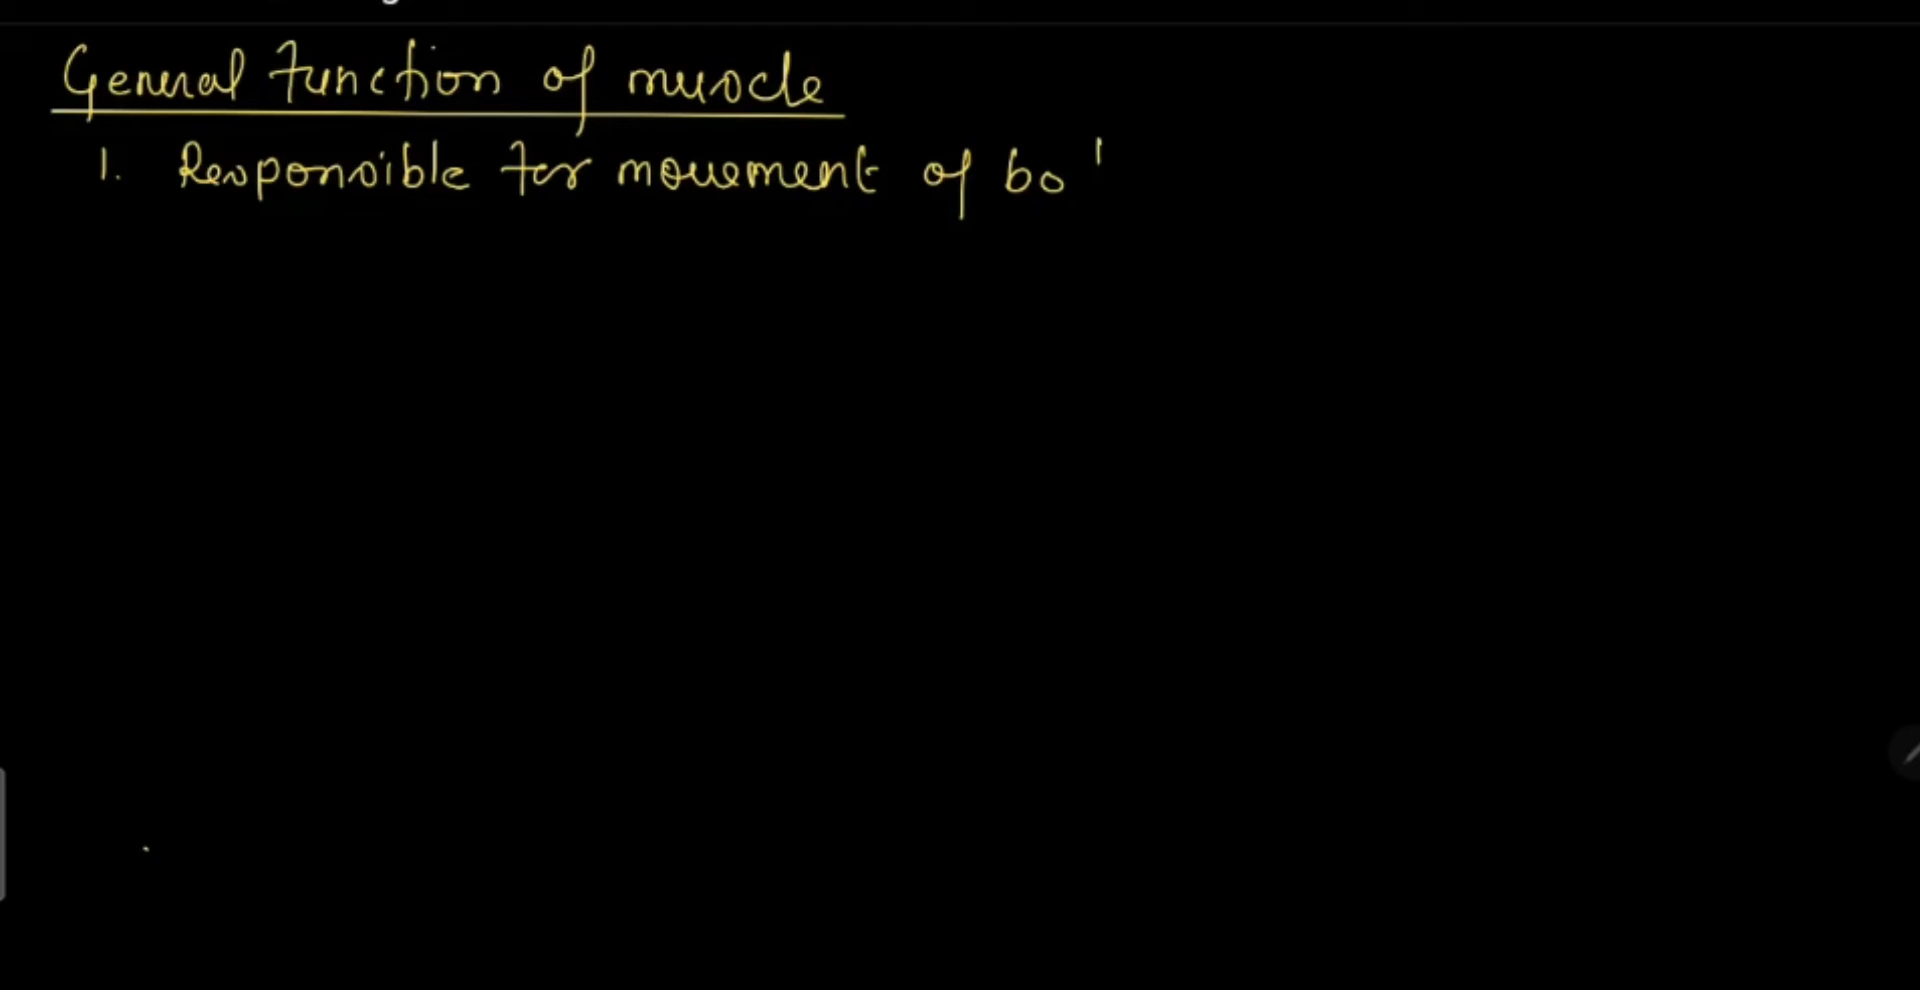 General function of muscle
1. Responsible for movement of bo